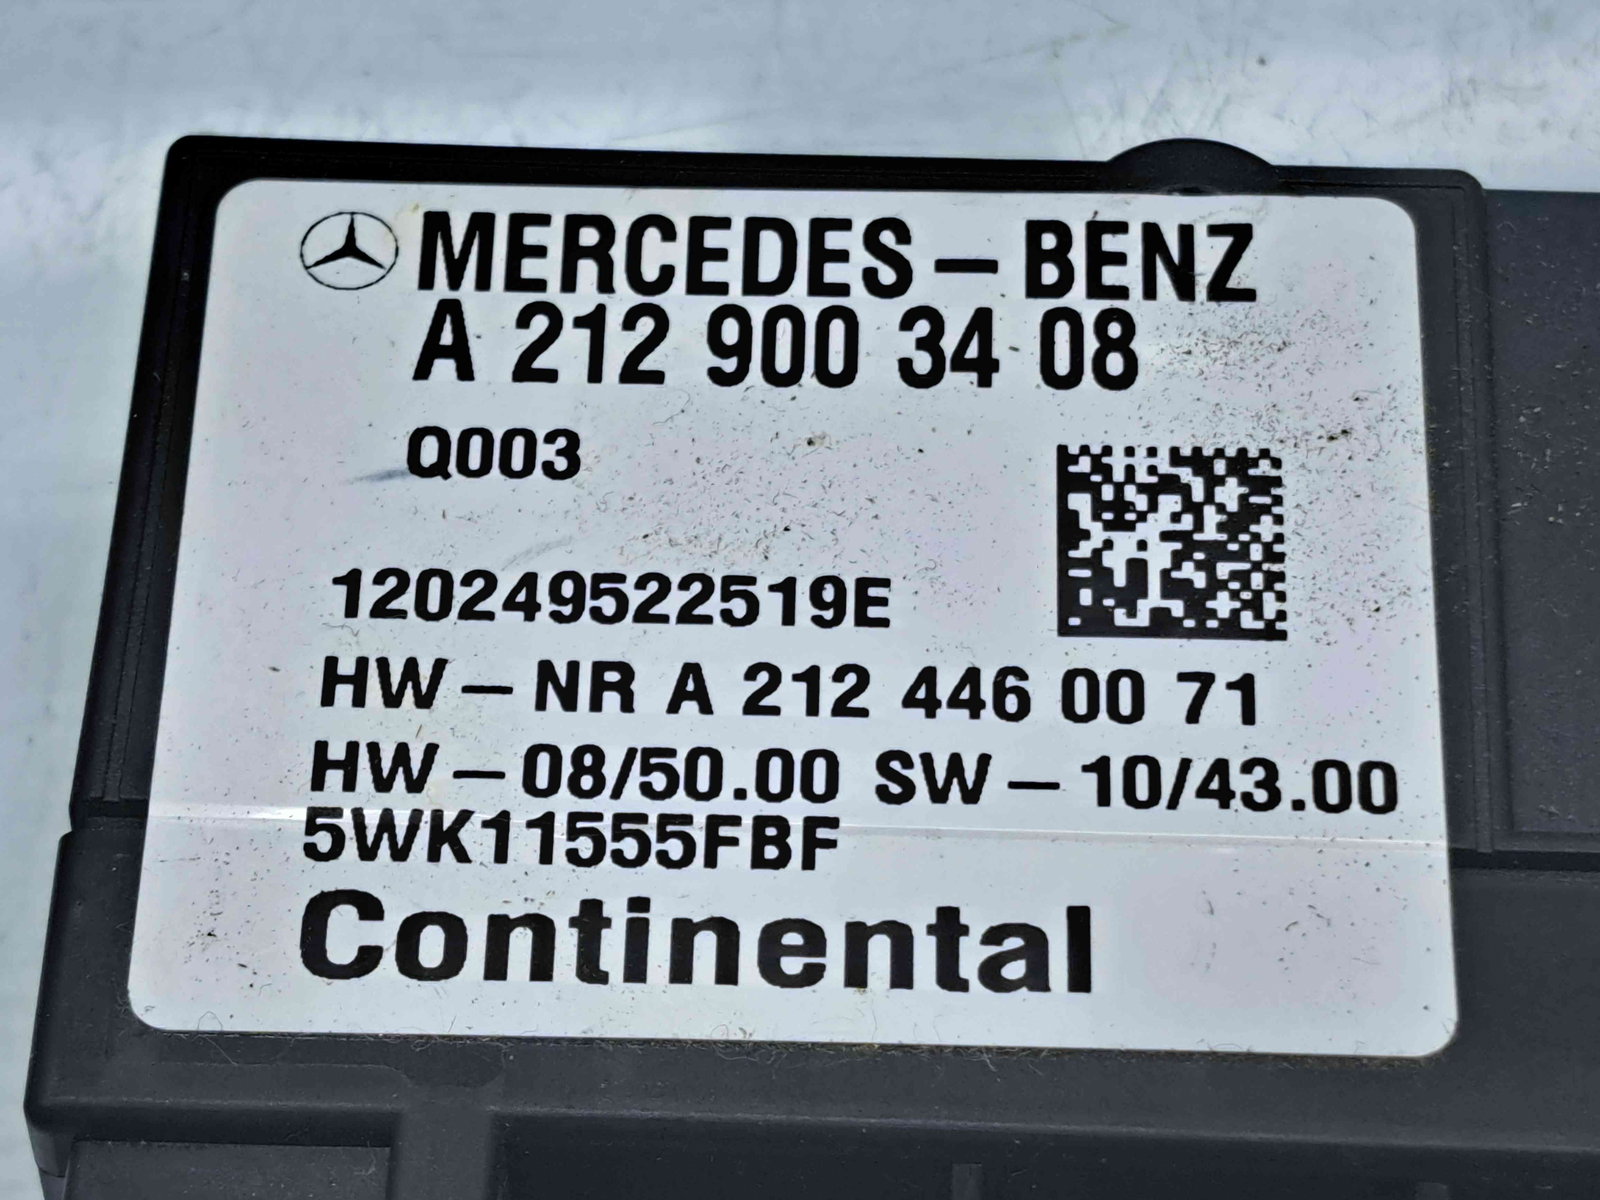 MERCEDES-BENZ
A 212 900 34 08
Q003
120249522519E
HW-NR A 212 446 00 71
HW-08/50.00 SW-10/43.00
5WK11555FBF
Continental